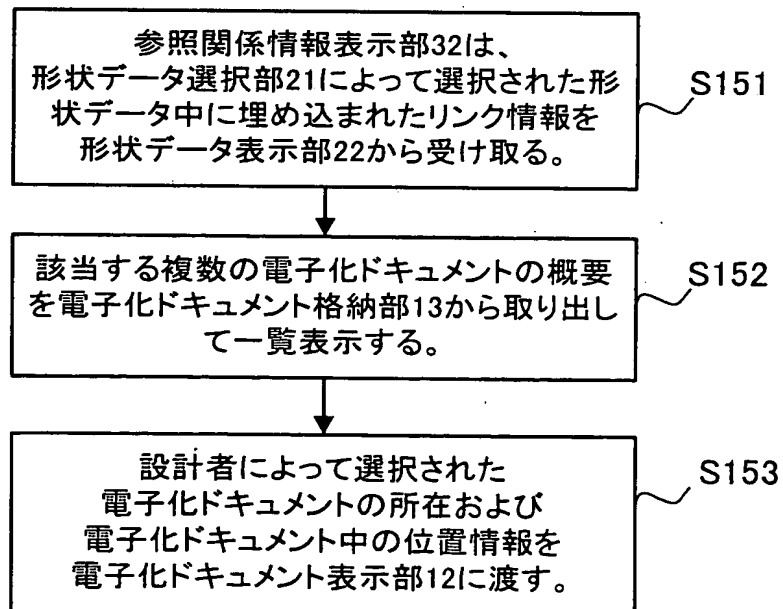 参照関係情報表示部32は、
形状データ選択部21によって選択された形
状データ中に埋め込まれたリンク情報を
形状データ表示部22から受け取る。
S151
該当する複数の電子化ドキュメントの概要
を電子化ドキュメント格納部13から取り出し
て一覧表示する。
S152
設計者によって選択された
電子化ドキュメントの所在および
電子化ドキュメント中の位置情報を
電子化ドキュメント表示部12に渡す。
S153